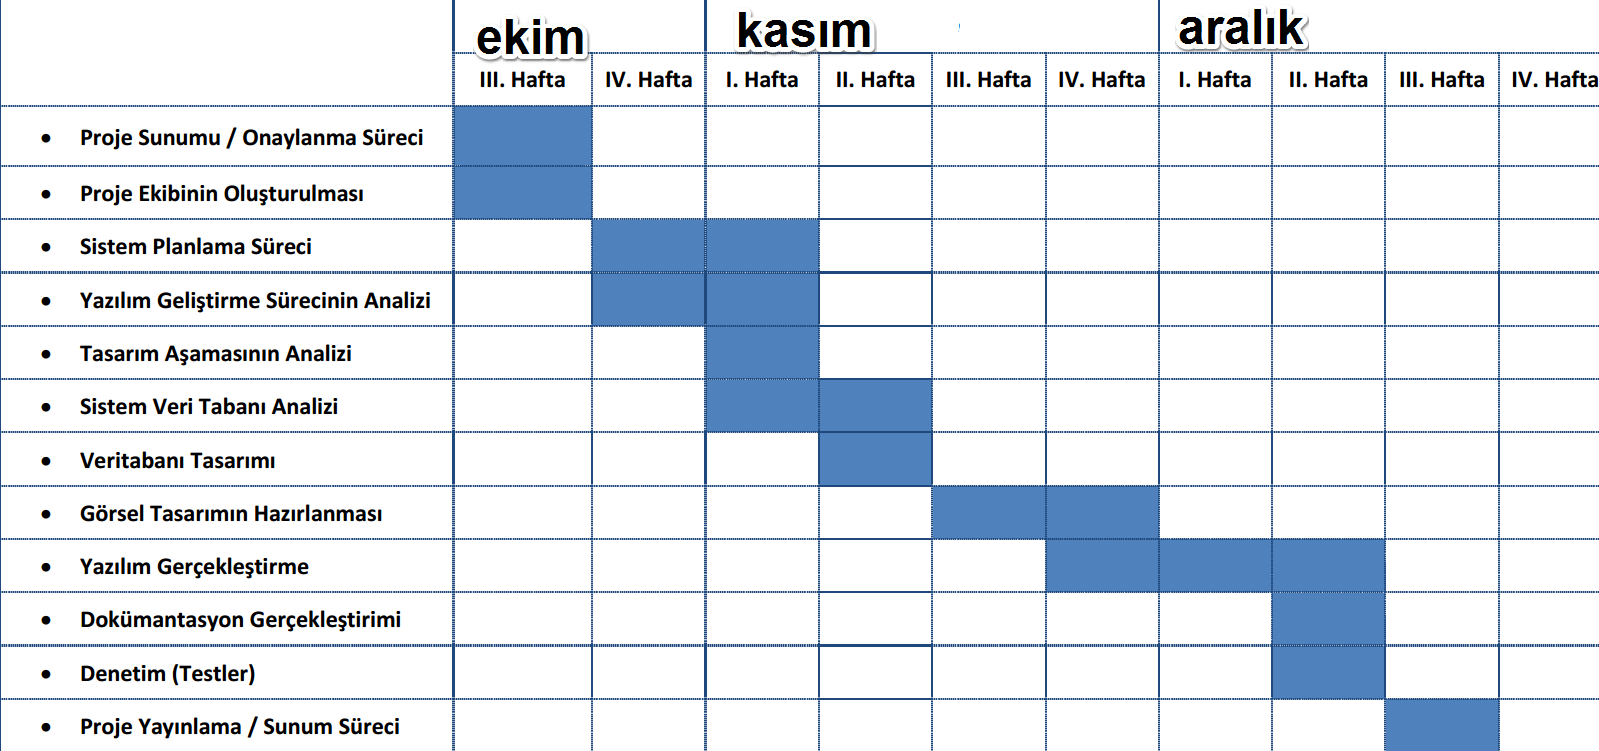 ekim kasım aralık
III. Hafta IV. Hafta I. Hafta II. Hafta III. Hafta IV. Hafta I. Hafta II. Hafta III. Hafta IV. Hafta
• Proje Sunumu / Onaylanma Süreci
• Proje Ekibinin Oluşturulması
• Sistem Planlama Süreci
• Yazılım Geliştirme Sürecinin Analizi
• Tasarım Aşamasının Analizi
• Sistem Veri Tabanı Analizi
• Veritabanı Tasarımı
• Görsel Tasarımın Hazırlanması
• Yazılım Gerçekleştirme
• Dokümantasyon Gerçekleştirimi
• Denetim (Testler)
• Proje Yayınlama / Sunum Süreci